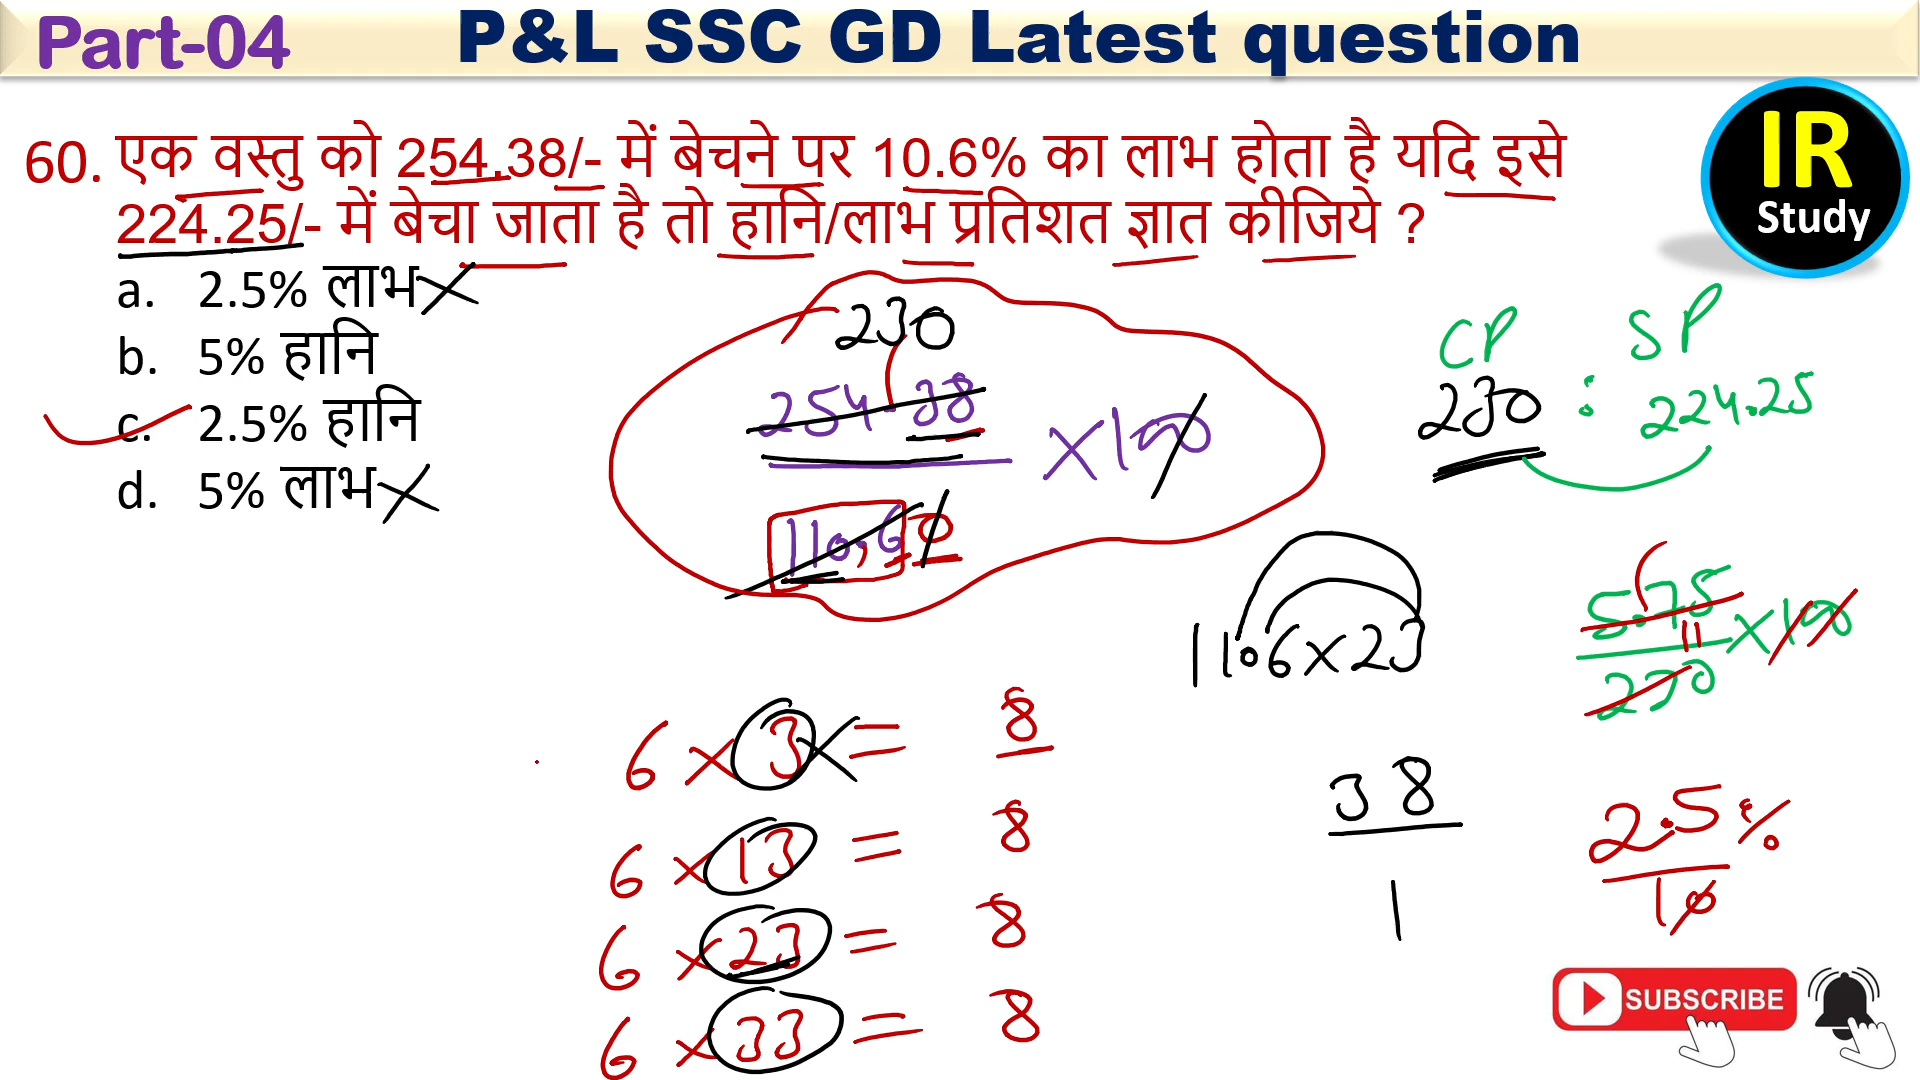 Part-04 P&L SSC GD Latest question
IR
Study
60. एक वस्तु को 254.38/- में बेचने पर 10.6% का लाभ होता है यदि इसे
224.25/- में बेचा जाता है तो हानि/लाभ प्रतिशत ज्ञात कीजिये ?
a. 2.5% लाभ
b. 5% हानि
c. 2.5% हानि
d. 5% लाभ
230
254.38
110.60
×100
CP SP
230 : 224.25
5.75
230
×100
11.6×23
38
1
2.5%
10
6 × 3 = 8
6 × 13 = 8
6 × 23 = 8
6 × 33 = 8
SUBSCRIBE